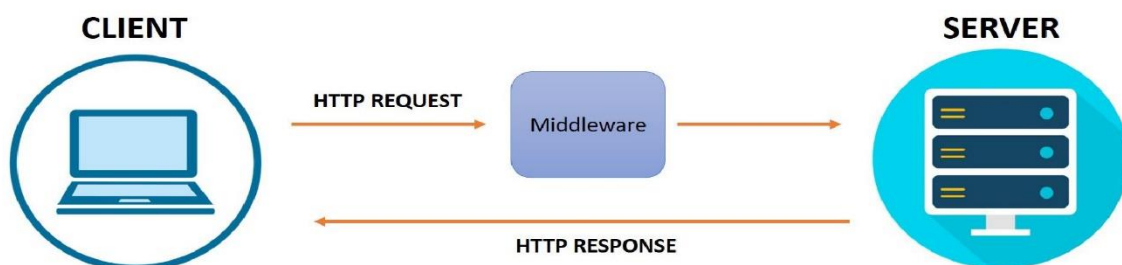 CLIENT
SERVER
HTTP REQUEST
Middleware
HTTP RESPONSE